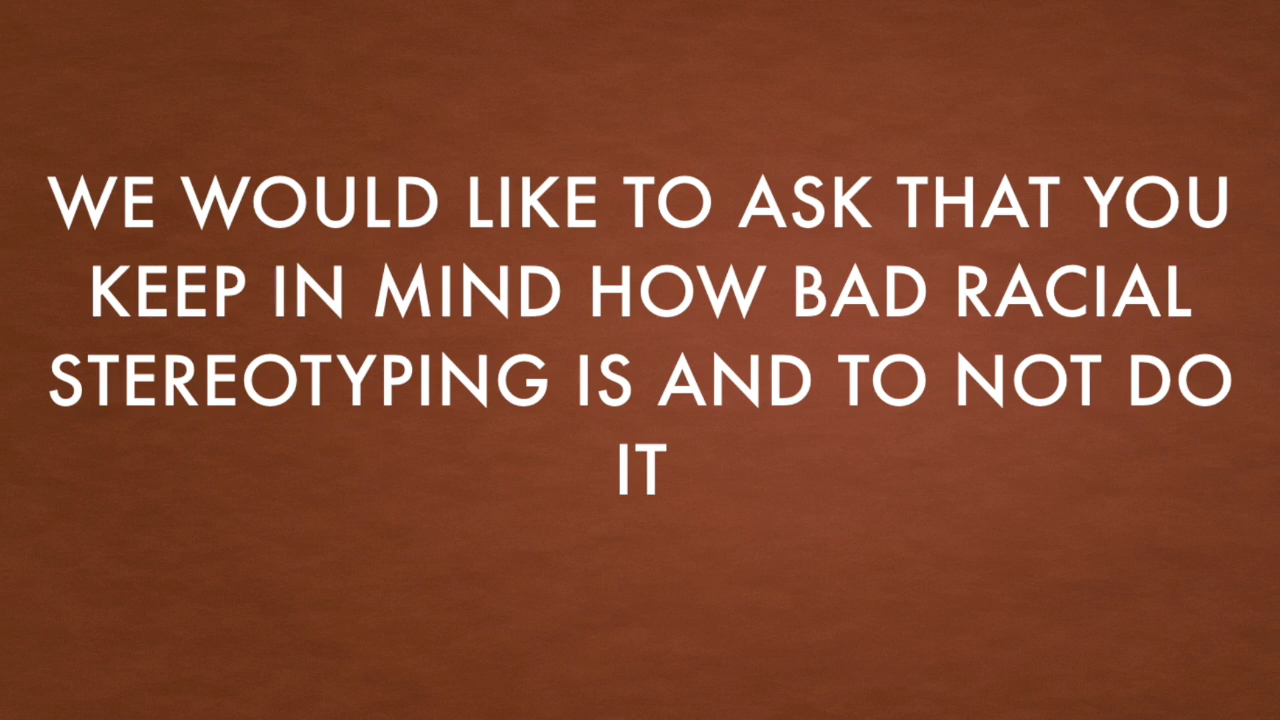 WE WOULD LIKE TO ASK THAT YOU
KEEP IN MIND HOW BAD RACIAL
STEREOTYPING IS AND TO NOT DO
IT